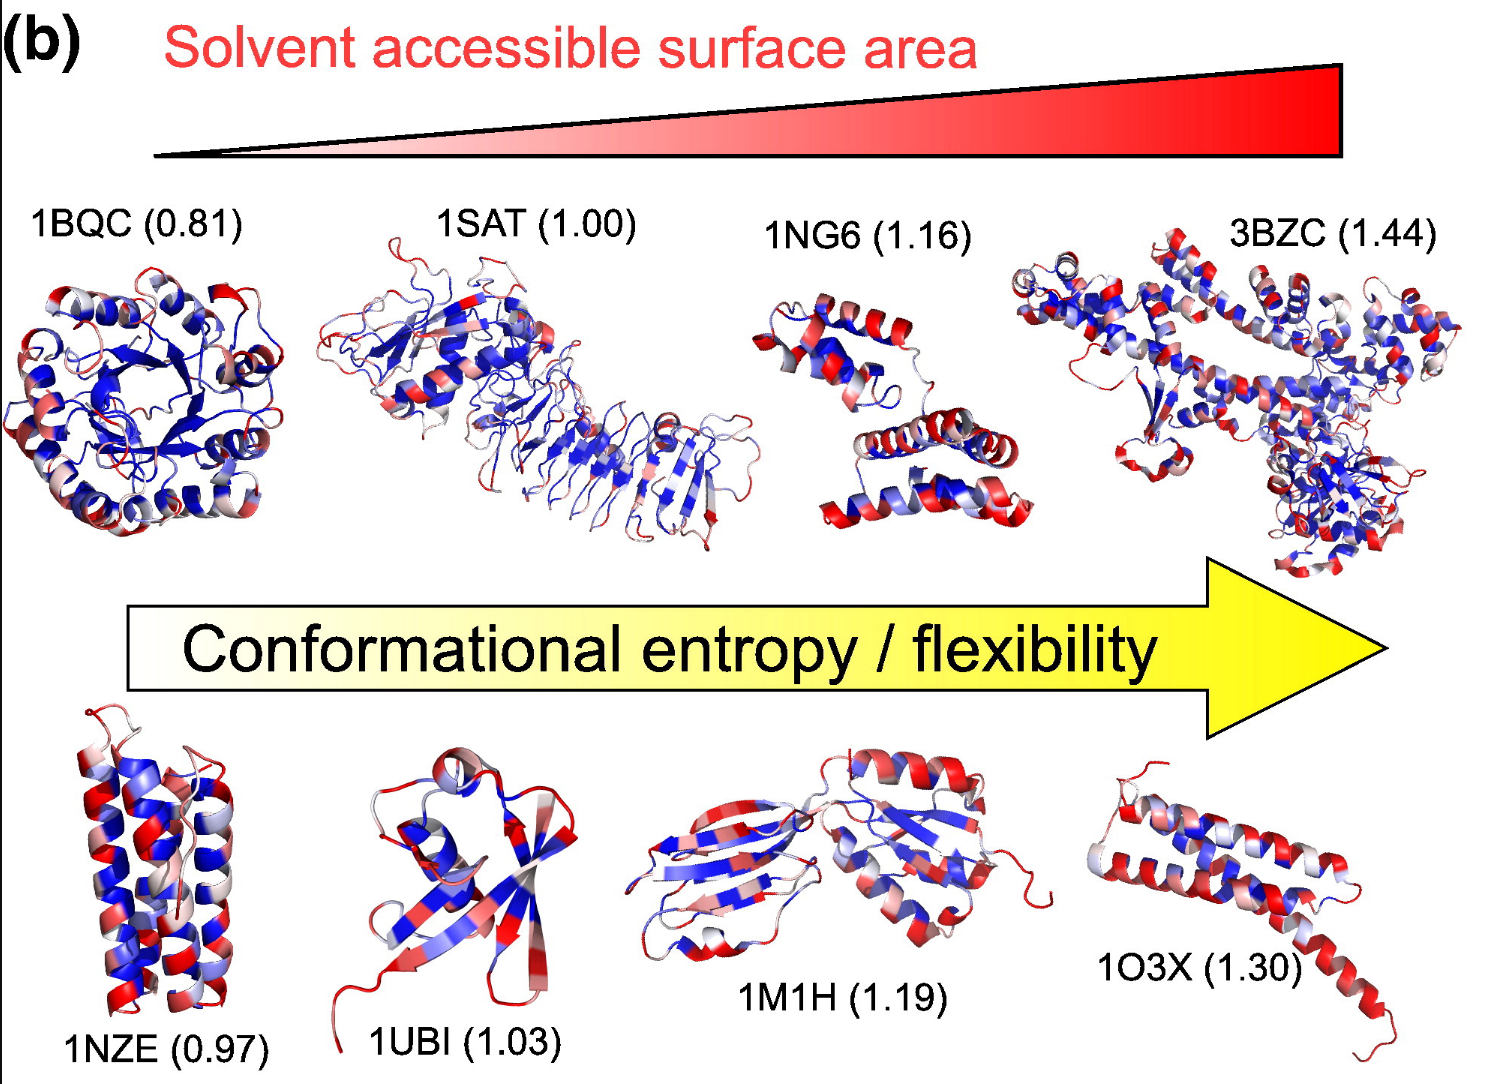 (b)
Solvent accessible surface area
1BQC (0.81)
1SAT (1.00)
1NG6 (1.16)
3BZC (1.44)
Conformational entropy / flexibility
1NZE (0.97)
1UBI (1.03)
1M1H (1.19)
1O3X (1.30)